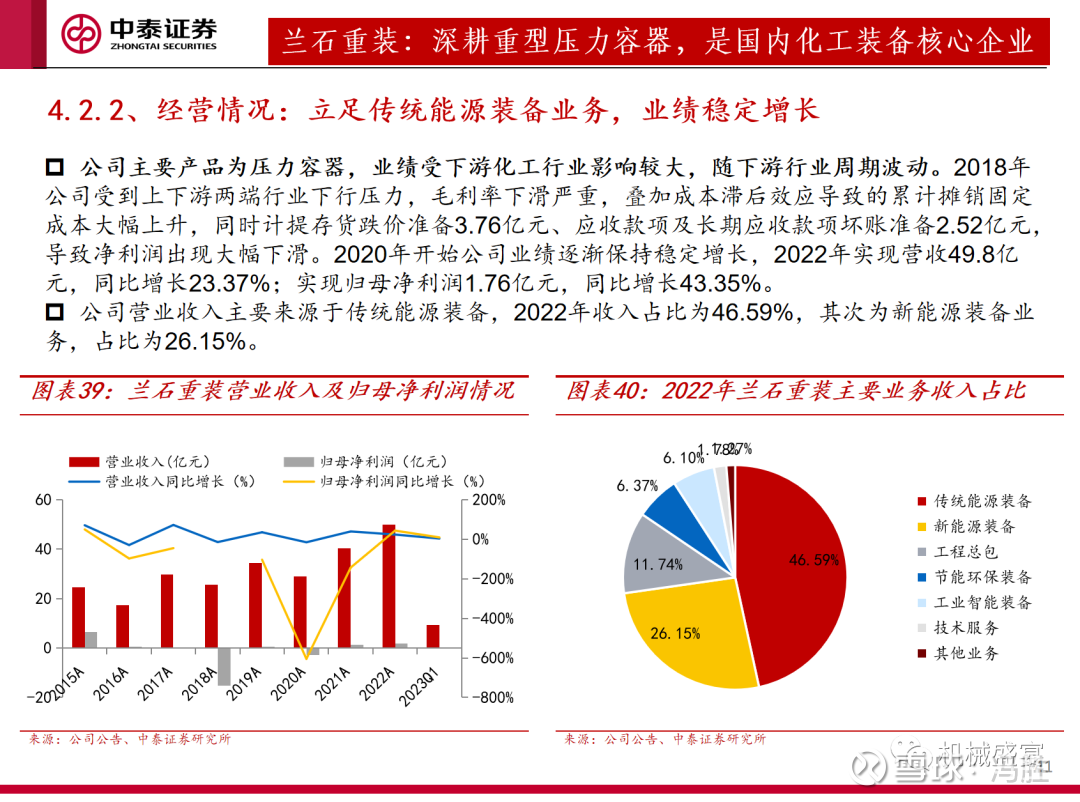 中泰证券
ZHONGTAI SECURITIES
兰石重装：深耕重型压力容器，是国内化工装备核心企业
4.2.2、经营情况：立足传统能源装备业务，业绩稳定增长
公司主要产品为压力容器，业绩受下游化工行业影响较大，随下游行业周期波动。2018年
公司受到上下游两端行业下行压力，毛利率下滑严重，叠加成本滞后效应导致的累计摊销固定
成本大幅上升，同时计提存货跌价准备3.76亿元、应收款项及长期应收款项坏账准备2.52亿元，
导致净利润出现大幅下滑。2020年开始公司业绩逐渐保持稳定增长，2022年实现营收49.8亿
元，同比增长23.37%；实现归母净利润1.76亿元，同比增长43.35%。
公司营业收入主要来源于传统能源装备，2022年收入占比为46.59%，其次为新能源装备业
务，占比为26.15%。
图表39：兰石重装营业收入及归母净利润情况
营业收入(亿元)
归母净利润（亿元）
营业收入同比增长（%）
归母净利润同比增长（%）
60
40
20
0
-20
200%
0%
-200%
-400%
-600%
-800%
2015A
2016A
2017A
2018A
2019A
2020A
2021A
2022A
2023Q1
来源：公司公告、中泰证券研究所
图表40：2022年兰石重装主要业务收入占比
46.59%
26.15%
11.74%
6.37%
6.10%
1.78%
1.27%
传统能源装备
新能源装备
工程总包
节能环保装备
工业智能装备
技术服务
其他业务
来源：公司公告、中泰证券研究所
机械盛宴
雪球·冯胜